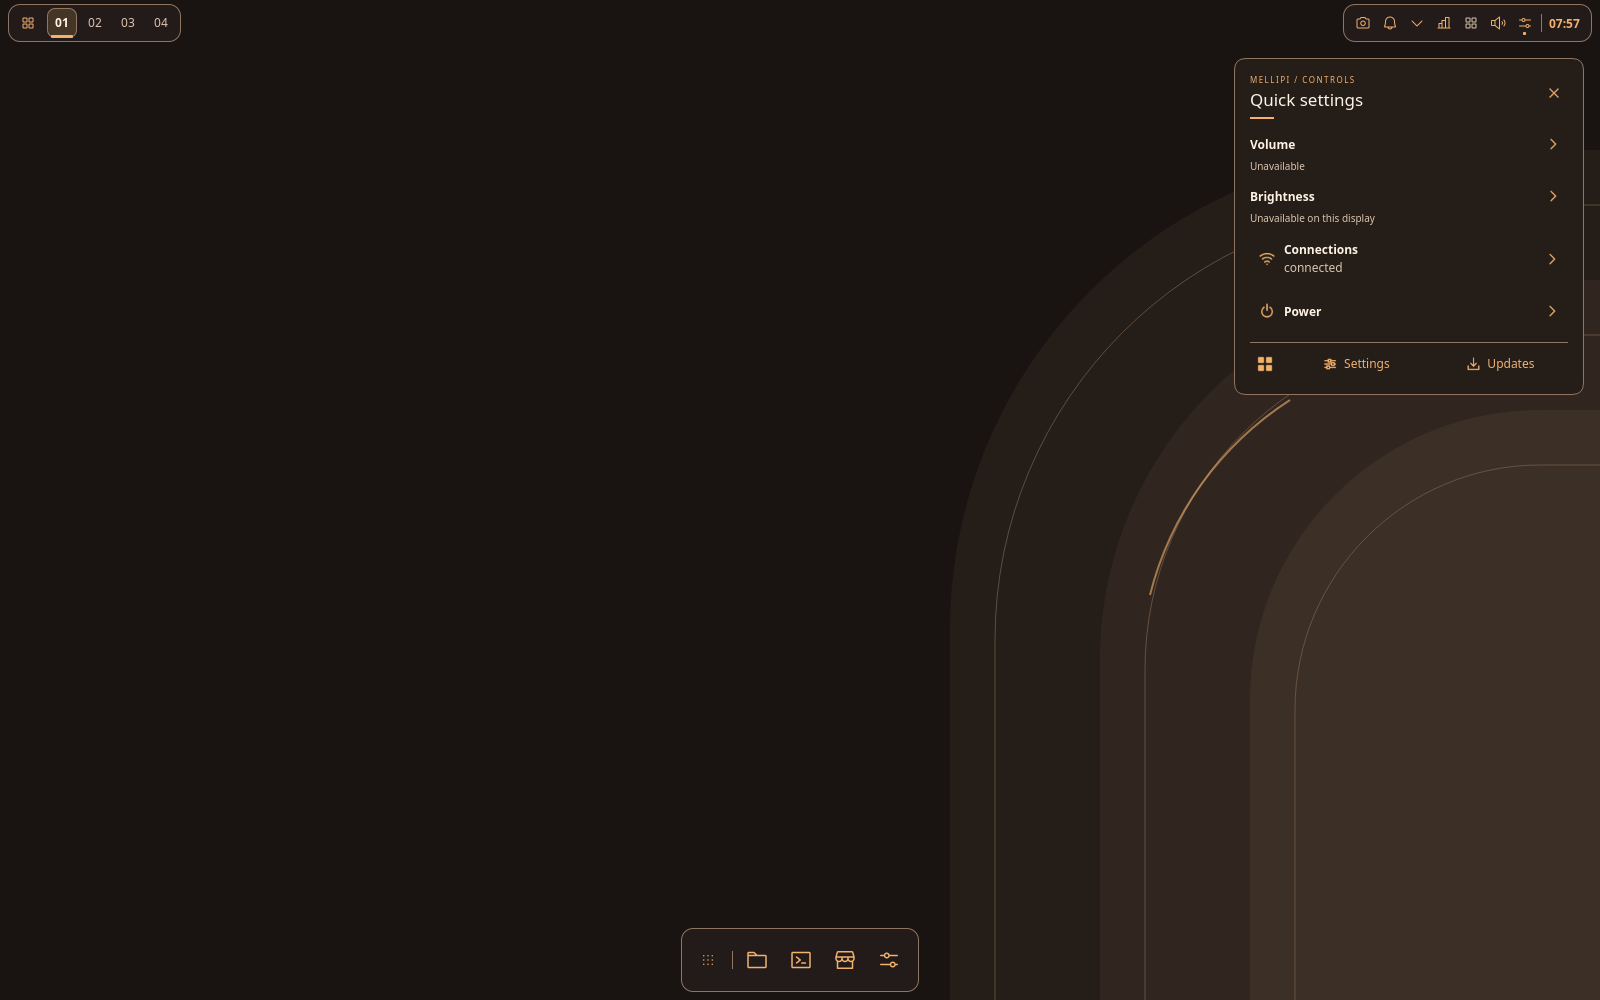 01 02 03 04
07:57
MELLIPI / CONTROLS
Quick settings
Volume
Unavailable
Brightness
Unavailable on this display
Connections
connected
Power
Settings Updates